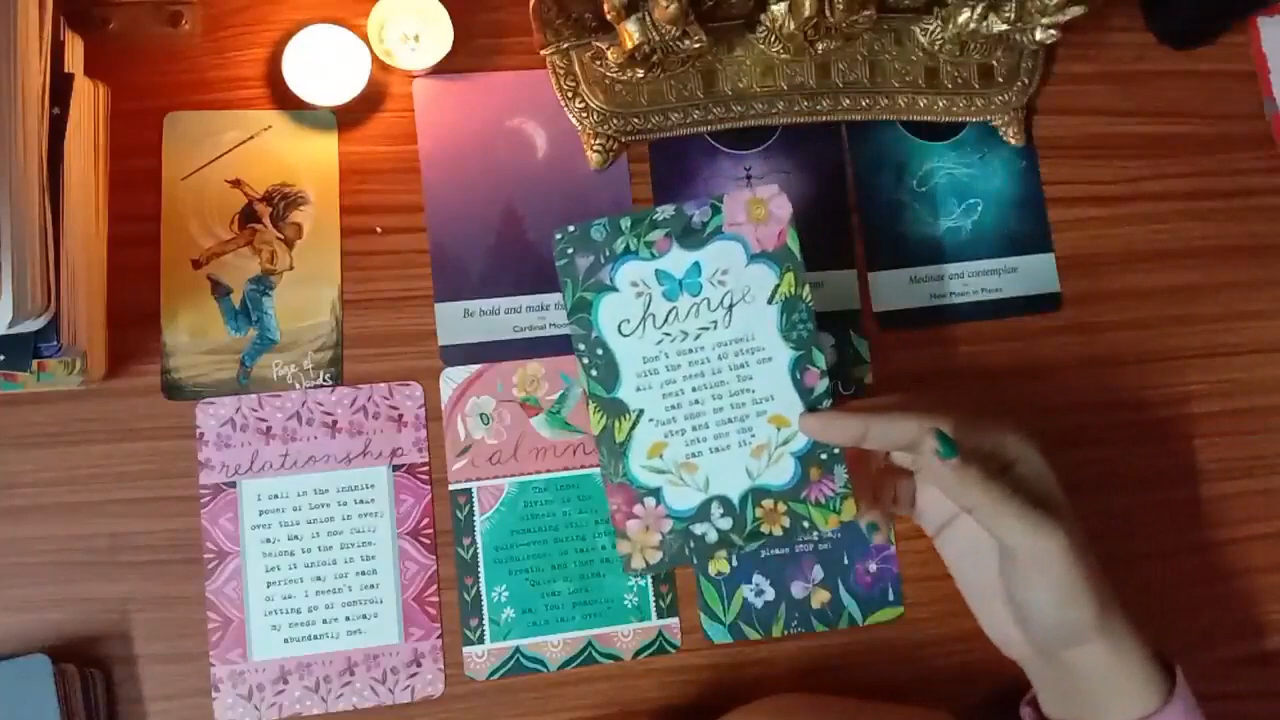 Page of
Wands
Be bold and make the
Cardinal Moon
Meditate and contemplate
New Moon in Pisces
change
Don't scare yourself
with the next 40 steps.
All you need is that one
next action. You
can say to Love,
"Just show me the first
step and change me
into one who
can take it."
relationship
I call in the infinite
power of Love to take
over this union in every
way. May it now fully
belong to the Divine.
Let it unfold in the
perfect way for each
of us. I needn't fear
letting go of control;
my needs are always
abundantly met.
calmn
The inner
Divine is the
witness of all,
remaining still and
quiet—even during
turbulence. So take a
breath, and then say,
"Quiet my mind,
dear Lord.
May Your peaceful
calm take over."
please STOP me!